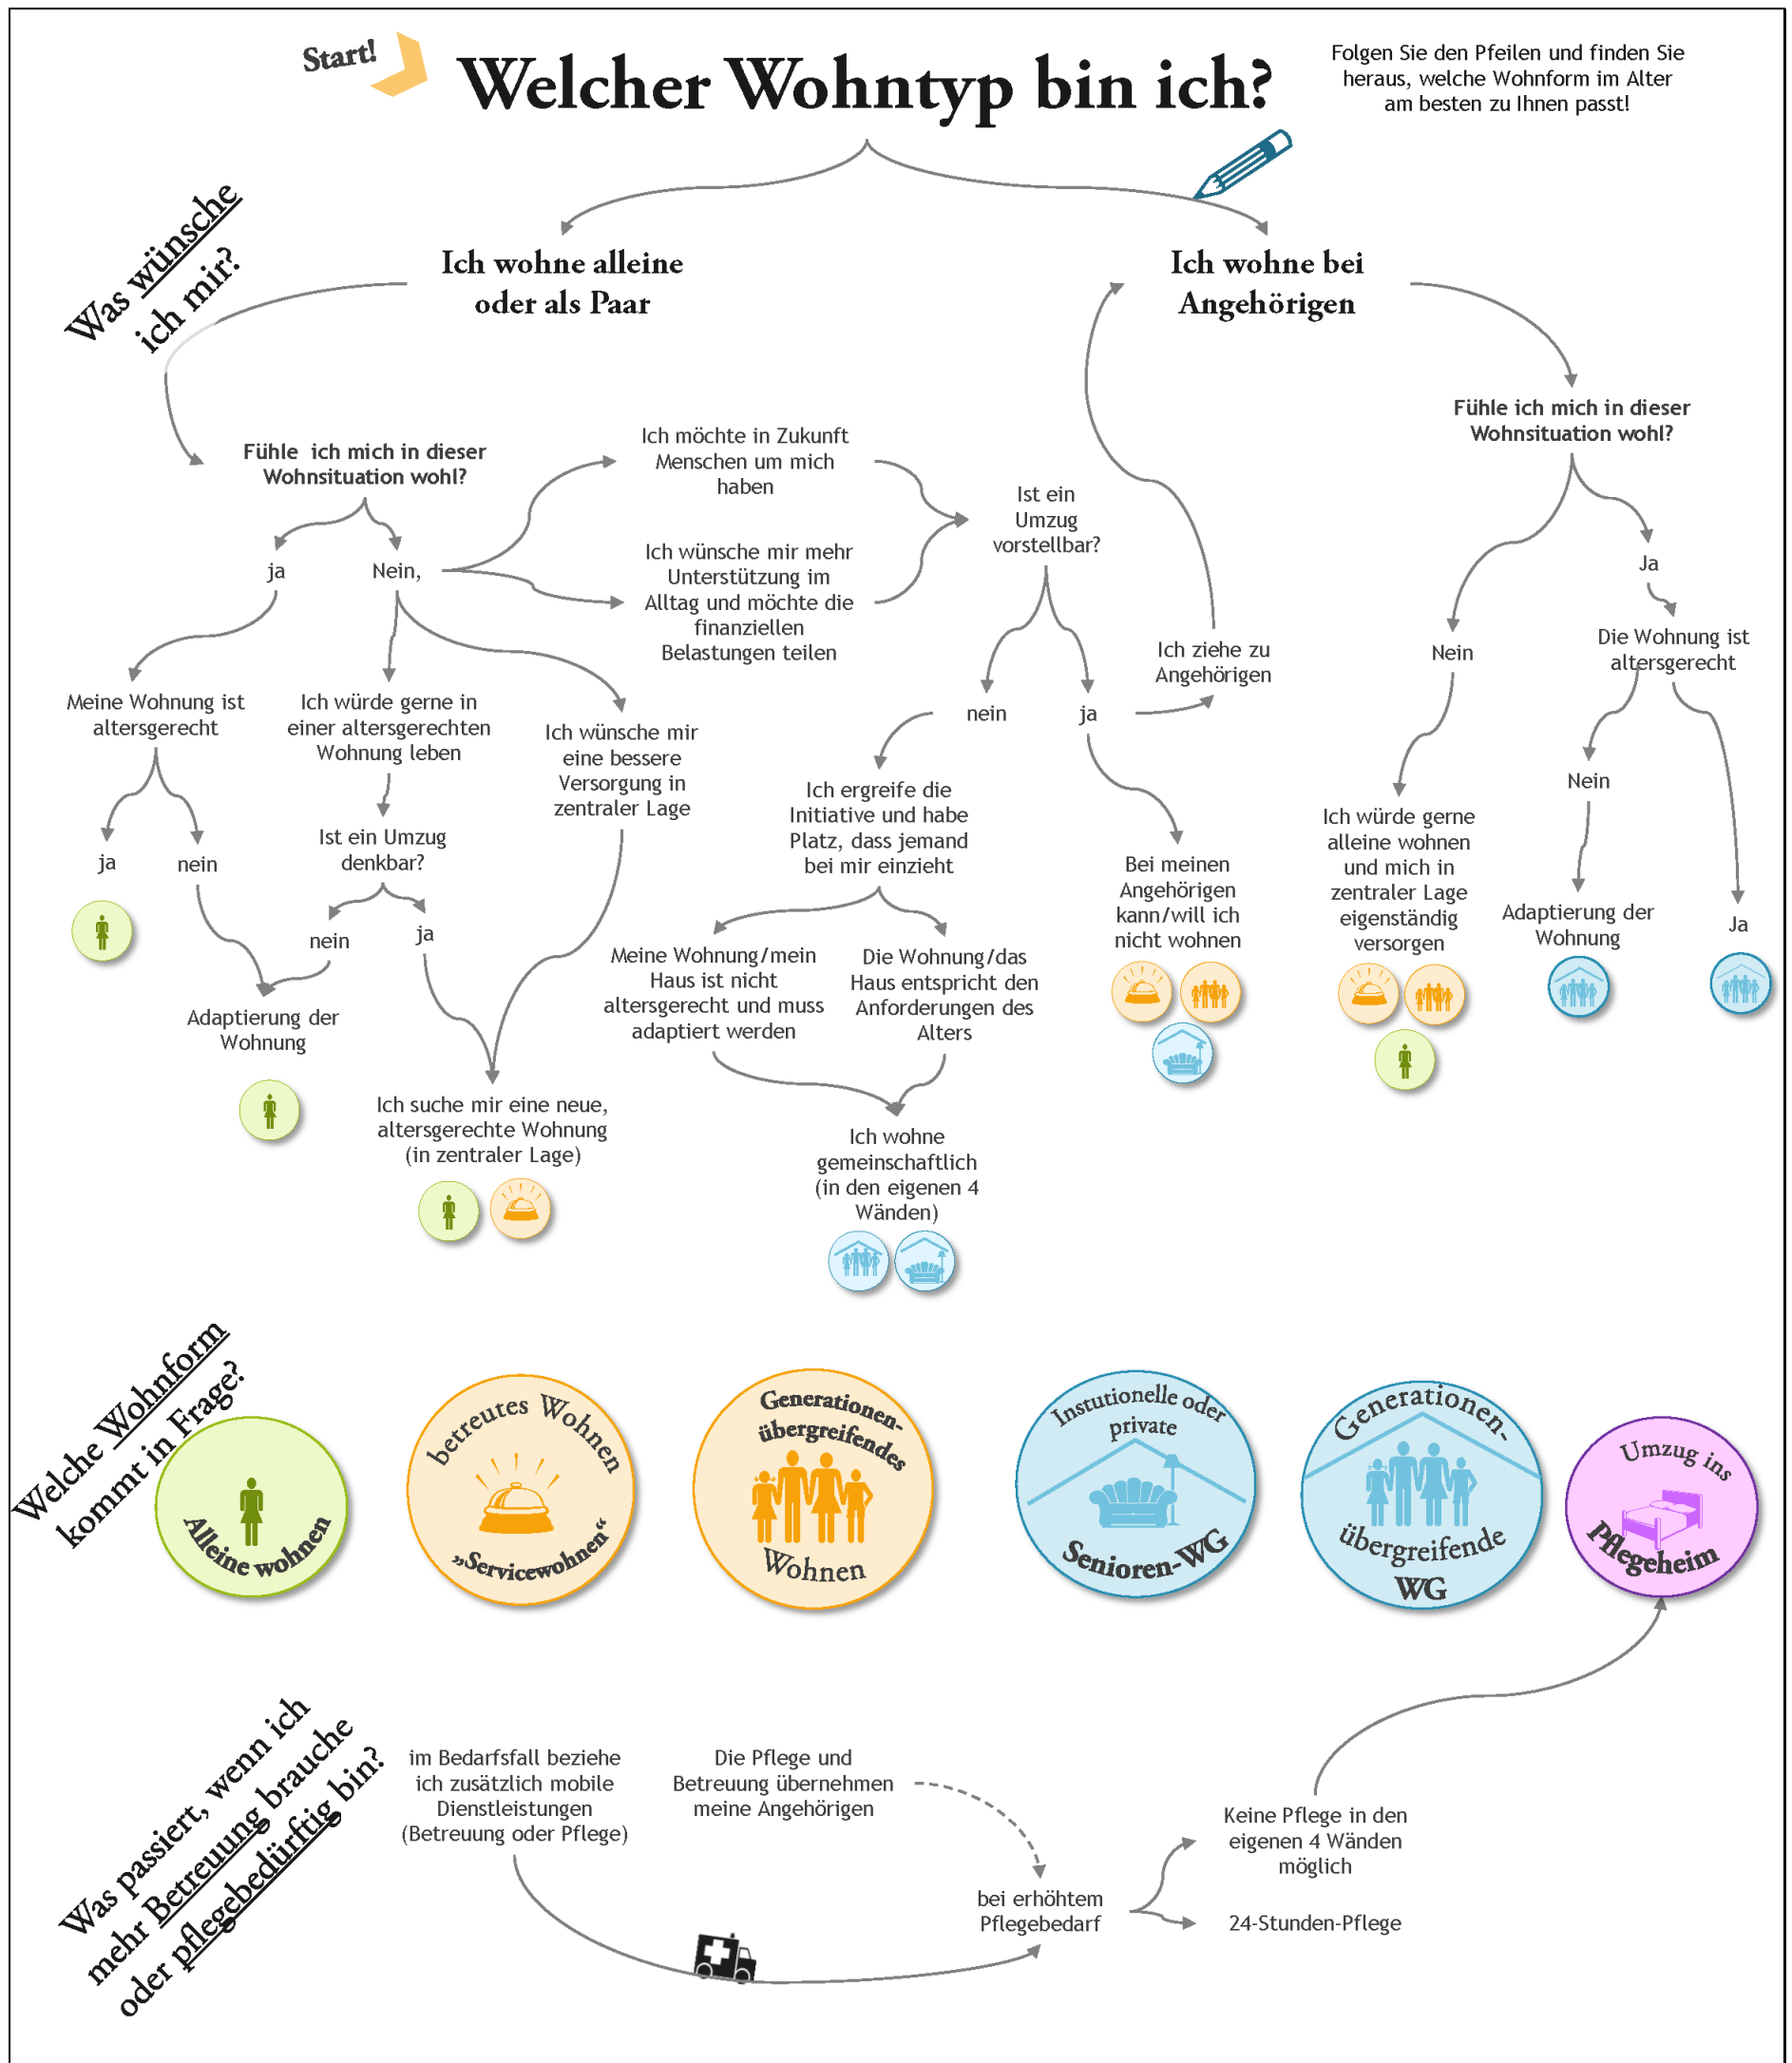 Start!
Welcher Wohntyp bin ich?
Folgen Sie den Pfeilen und finden Sie
heraus, welche Wohnform im Alter
am besten zu Ihnen passt!
Was wünsche
ich mir?
Ich wohne alleine
oder als Paar
Ich wohne bei
Angehörigen
Fühle ich mich in dieser
Wohnsituation wohl?
ja
Nein,
Ich möchte in Zukunft
Menschen um mich
haben
Ich wünsche mir mehr
Unterstützung im
Alltag und möchte die
finanziellen
Belastungen teilen
Ist ein
Umzug
vorstellbar?
nein
ja
Ich ziehe zu
Angehörigen
Fühle ich mich in dieser
Wohnsituation wohl?
Nein
Ja
Die Wohnung ist
altersgerecht
Nein
Ja
Meine Wohnung ist
altersgerecht
ja
nein
Ich würde gerne in
einer altersgerechten
Wohnung leben
Ist ein Umzug
denkbar?
nein
ja
Ich wünsche mir
eine bessere
Versorgung in
zentraler Lage
Adaptierung der
Wohnung
Ich suche mir eine neue,
altersgerechte Wohnung
(in zentraler Lage)
Ich ergreife die
Initiative und habe
Platz, dass jemand
bei mir einzieht
Meine Wohnung/mein
Haus ist nicht
altersgerecht und muss
adaptiert werden
Die Wohnung/das
Haus entspricht den
Anforderungen des
Alters
Ich wohne
gemeinschaftlich
(in den eigenen 4
Wänden)
Bei meinen
Angehörigen
kann/will ich
nicht wohnen
Ich würde gerne
alleine wohnen
und mich in
zentraler Lage
eigenständig
versorgen
Adaptierung der
Wohnung
Welche Wohnform
kommt in Frage?
Alleine wohnen
betreutes Wohnen
„Servicewohnen“
Generationen-
übergreifendes
Wohnen
Instutionelle oder
private
Senioren-WG
Generationen-
übergreifende
WG
Umzug ins
Pflegeheim
Was passiert, wenn ich
mehr Betreuung brauche
oder pflegebedürftig bin?
im Bedarfsfall beziehe
ich zusätzlich mobile
Dienstleistungen
(Betreuung oder Pflege)
Die Pflege und
Betreuung übernehmen
meine Angehörigen
bei erhöhtem
Pflegebedarf
Keine Pflege in den
eigenen 4 Wänden
möglich
24-Stunden-Pflege